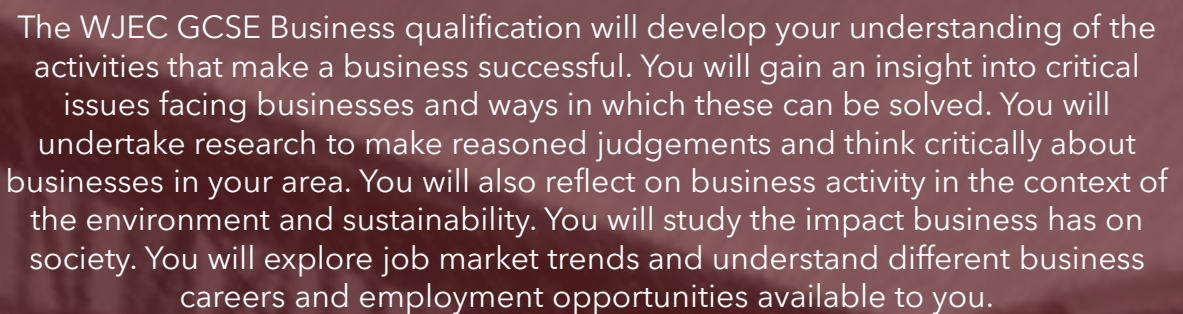 The WJEC GCSE Business qualification will develop your understanding of the
activities that make a business successful. You will gain an insight into critical
issues facing businesses and ways in which these can be solved. You will
undertake research to make reasoned judgements and think critically about
businesses in your area. You will also reflect on business activity in the context of
the environment and sustainability. You will study the impact business has on
society. You will explore job market trends and understand different business
careers and employment opportunities available to you.